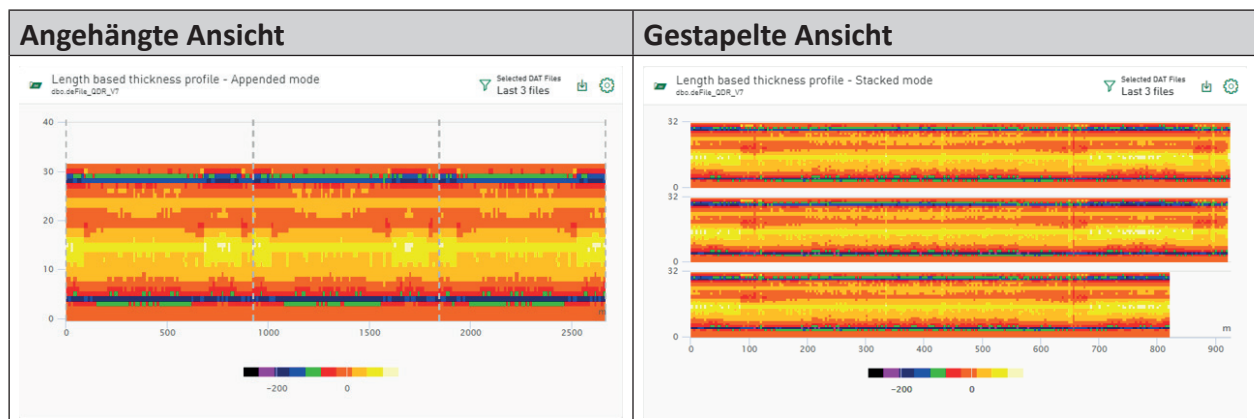 Angehängte Ansicht
Gestapelte Ansicht
Length based thickness profile - Appended mode
dbo.deFile_QDR_V7
Selected DAT Files
Last 3 files
40
30
20
10
0
0 500 1000 1500 2000 2500
m
-200 0
Length based thickness profile - Stacked mode
dbo.deFile_QDR_V7
Selected DAT Files
Last 3 files
32
0
32
0
32
0
m
0 100 200 300 400 500 600 700 800 900
-200 0